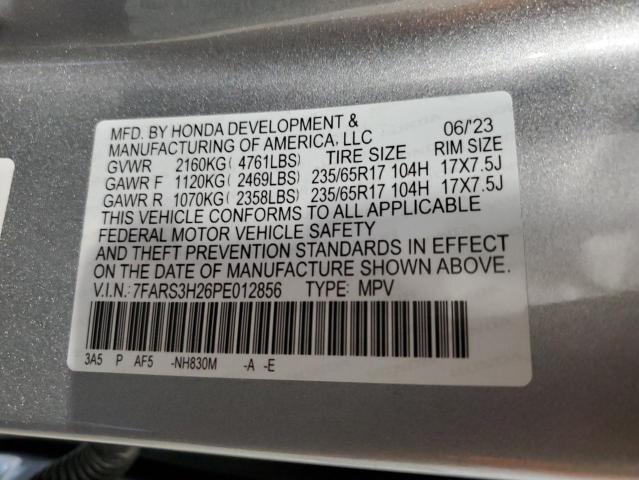 MFD. BY HONDA DEVELOPMENT &
MANUFACTURING OF AMERICA, LLC 06/'23
GVWR 2160KG( 4761LBS) TIRE SIZE RIM SIZE
GAWR F 1120KG( 2469LBS) 235/65R17 104H 17X7.5J
GAWR R 1070KG( 2358LBS) 235/65R17 104H 17X7.5J
THIS VEHICLE CONFORMS TO ALL APPLICABLE
FEDERAL MOTOR VEHICLE SAFETY
AND THEFT PREVENTION STANDARDS IN EFFECT
ON THE DATE OF MANUFACTURE SHOWN ABOVE.
V.I.N.: 7FARS3H26PE012856 TYPE: MPV
3A5 P AF5 -NH830M -A -E